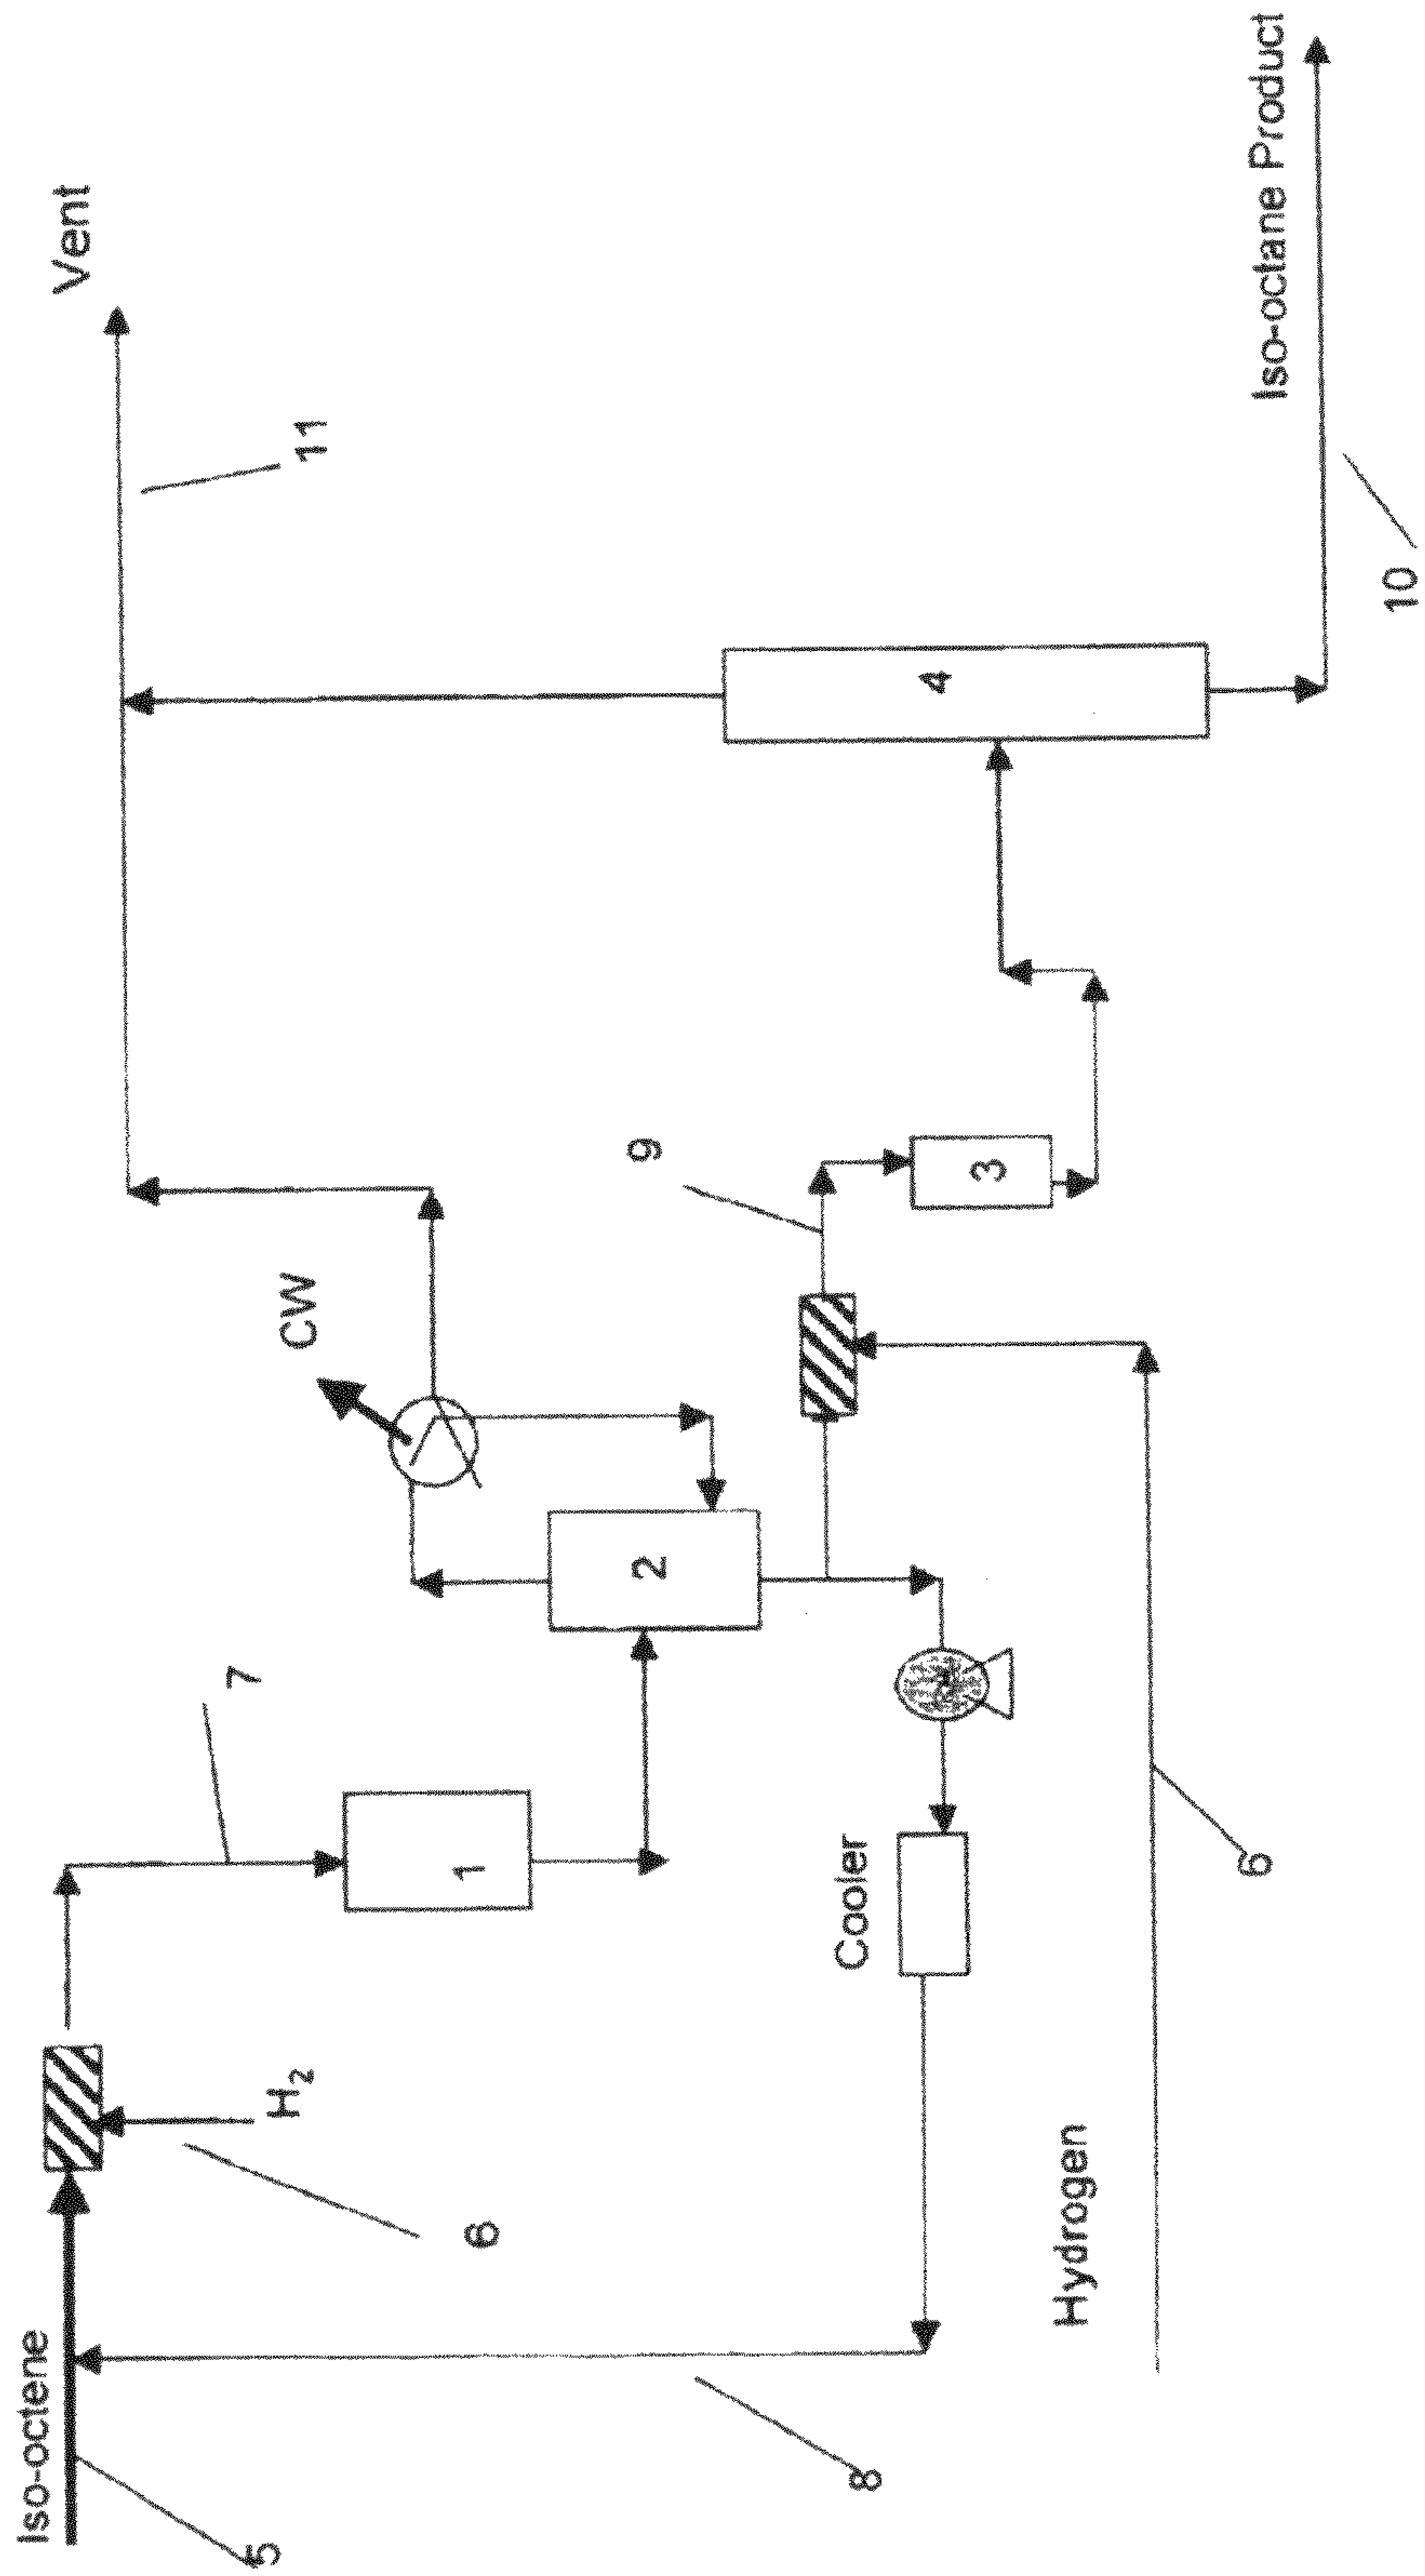 Iso-octene
5
6
H₂
7
1
8
Cooler
2
CW
Hydrogen
6
9
3
4
11
Vent
10
Iso-octane Product